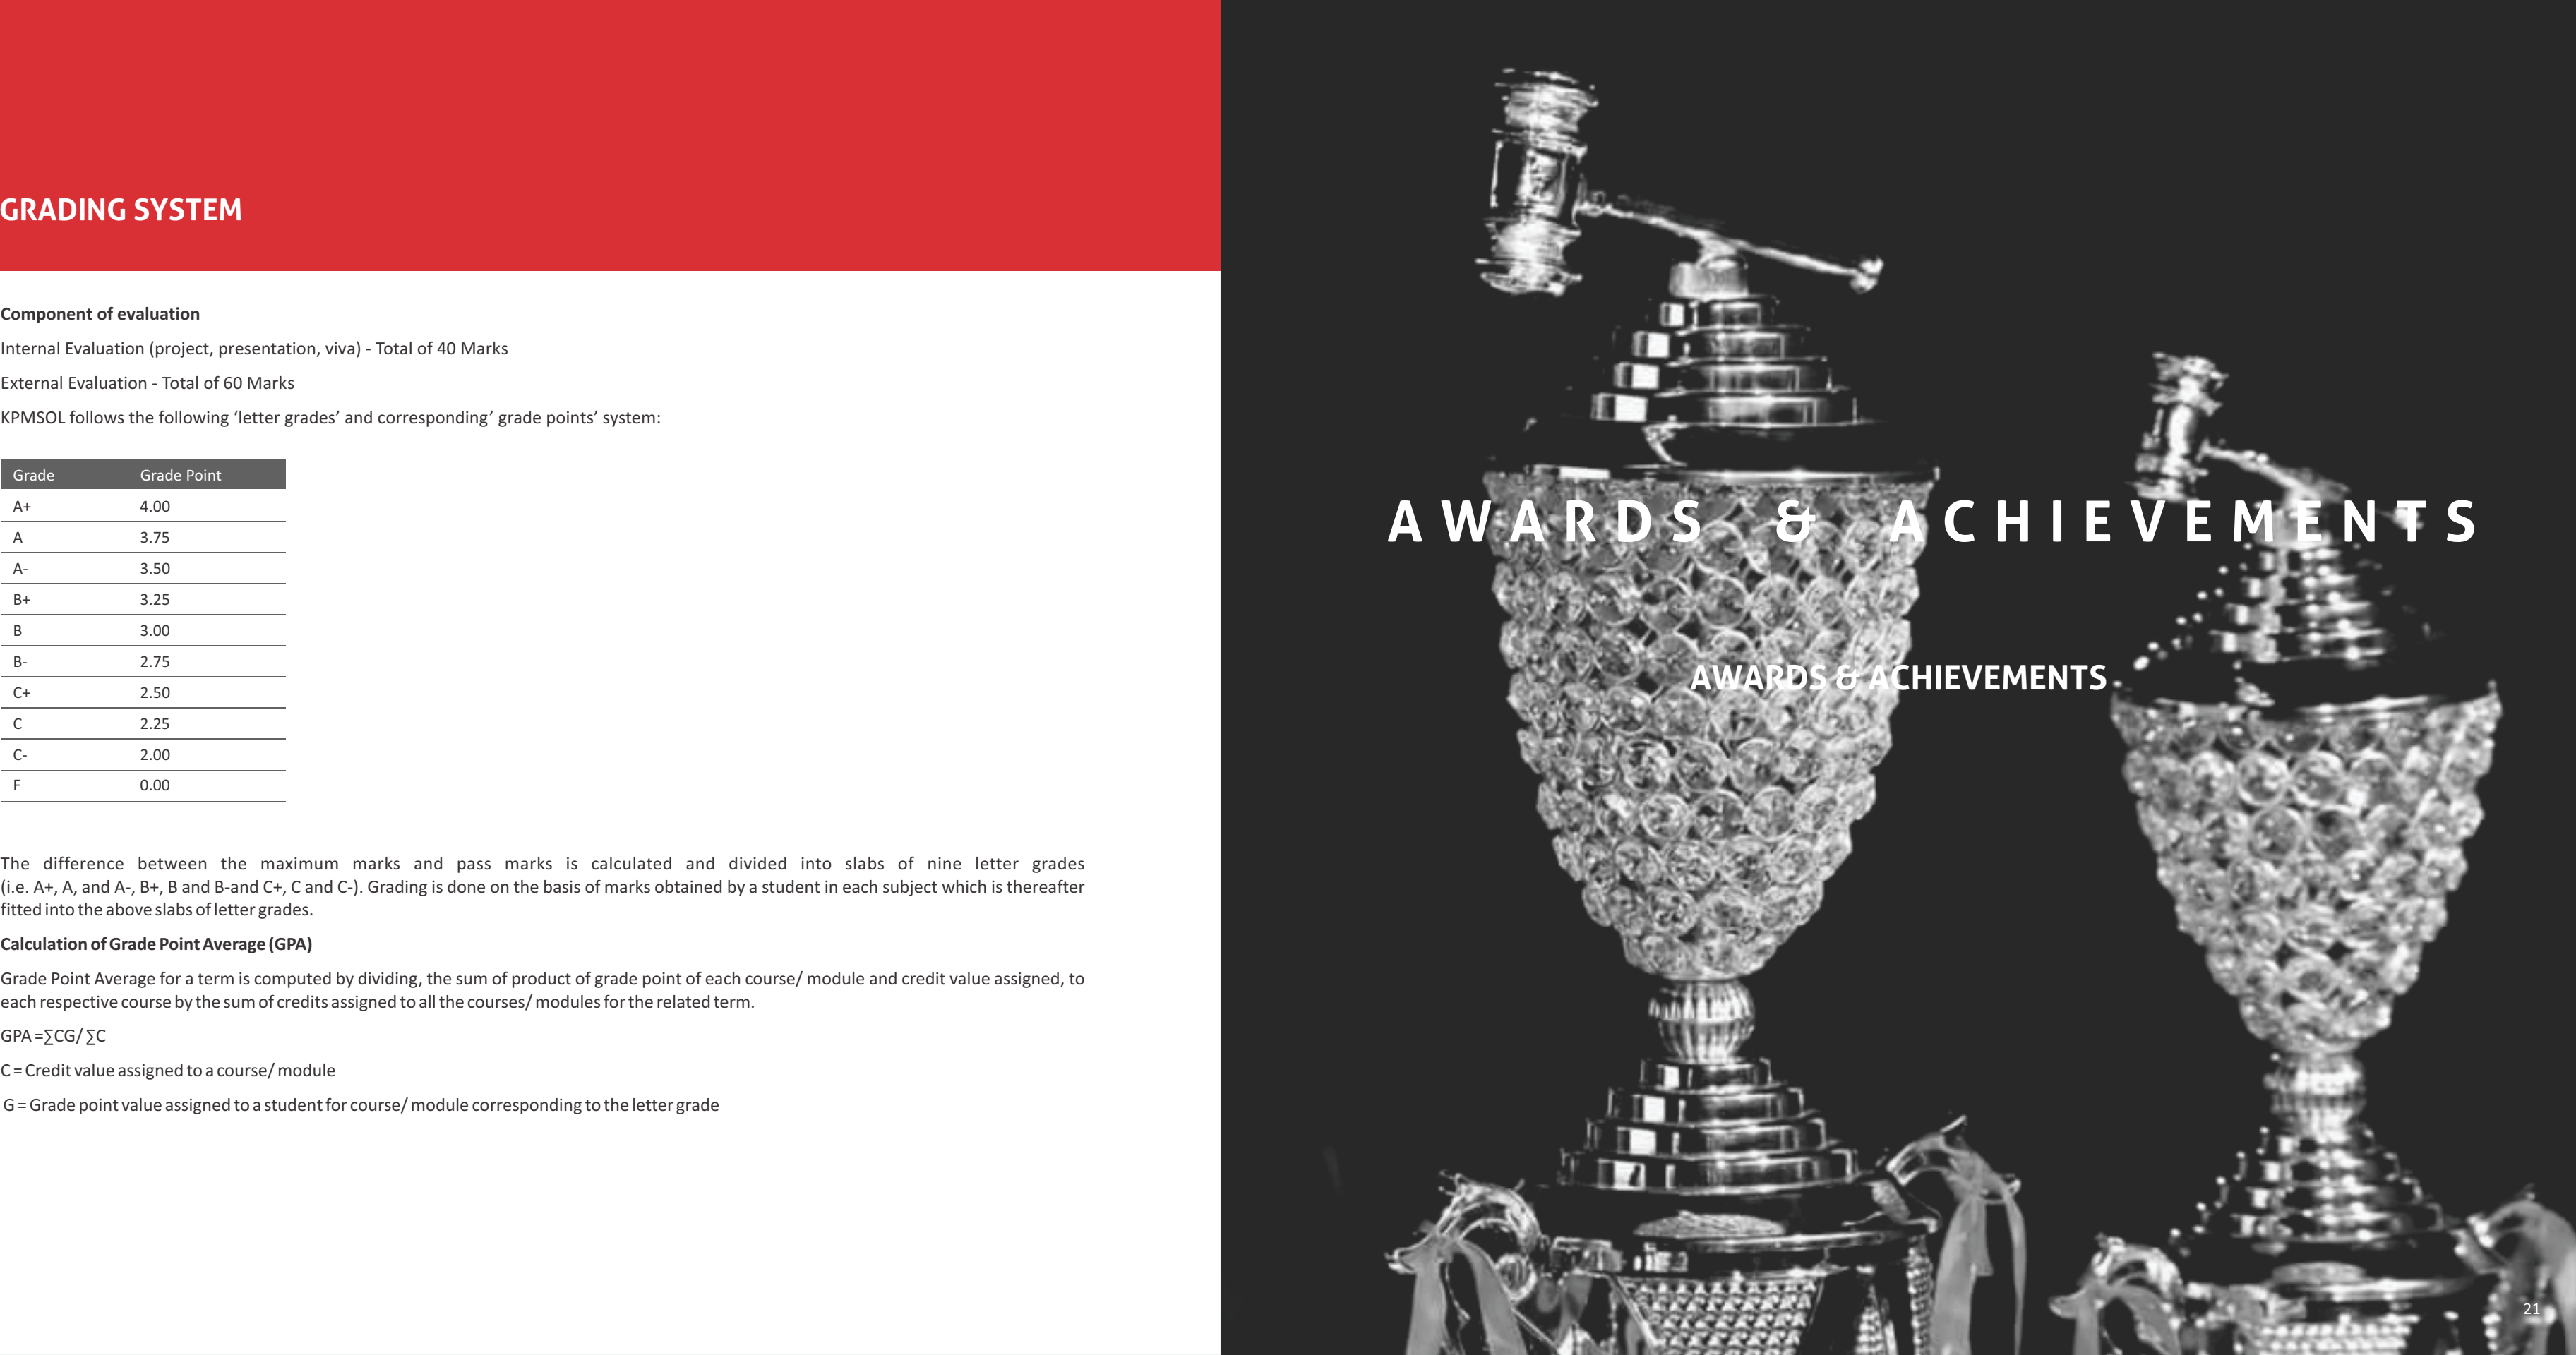 GRADING SYSTEM
Component of evaluation
Internal Evaluation (project, presentation, viva) - Total of 40 Marks
External Evaluation - Total of 60 Marks
KPMSOL follows the following ‘letter grades’ and corresponding’ grade points’ system:
Grade Grade Point
A+ 4.00
A 3.75
A- 3.50
B+ 3.25
B 3.00
B- 2.75
C+ 2.50
C 2.25
C- 2.00
F 0.00
The difference between the maximum marks and pass marks is calculated and divided into slabs of nine letter grades
(i.e. A+, A, and A-, B+, B and B-and C+, C and C-). Grading is done on the basis of marks obtained by a student in each subject which is thereafter
fitted into the above slabs of letter grades.
Calculation of Grade Point Average (GPA)
Grade Point Average for a term is computed by dividing, the sum of product of grade point of each course/ module and credit value assigned, to
each respective course by the sum of credits assigned to all the courses/ modules for the related term.
GPA =∑CG/ ∑C
C = Credit value assigned to a course/ module
G = Grade point value assigned to a student for course/ module corresponding to the letter grade
AWARDS & ACHIEVEMENTS
AWARDS & ACHIEVEMENTS
21